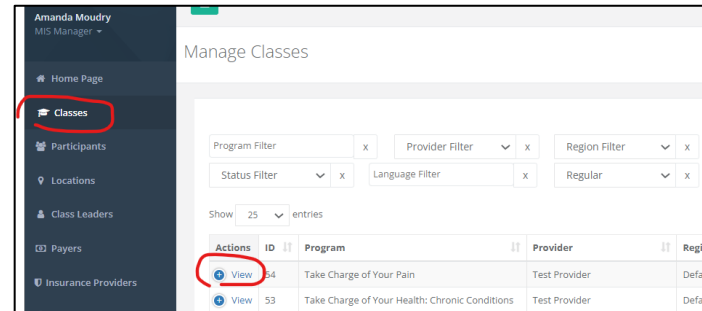 Amanda Moudry
MIS Manager
Manage Classes
Home Page
Classes
Participants
Locations
Class Leaders
Payers
Insurance Providers
Program Filter x Provider Filter x Region Filter x
Status Filter x Language Filter x Regular x
Show 25 entries
Actions ID Program Provider
View 54 Take Charge of Your Pain Test Provider
View 53 Take Charge of Your Health: Chronic Conditions Test Provider